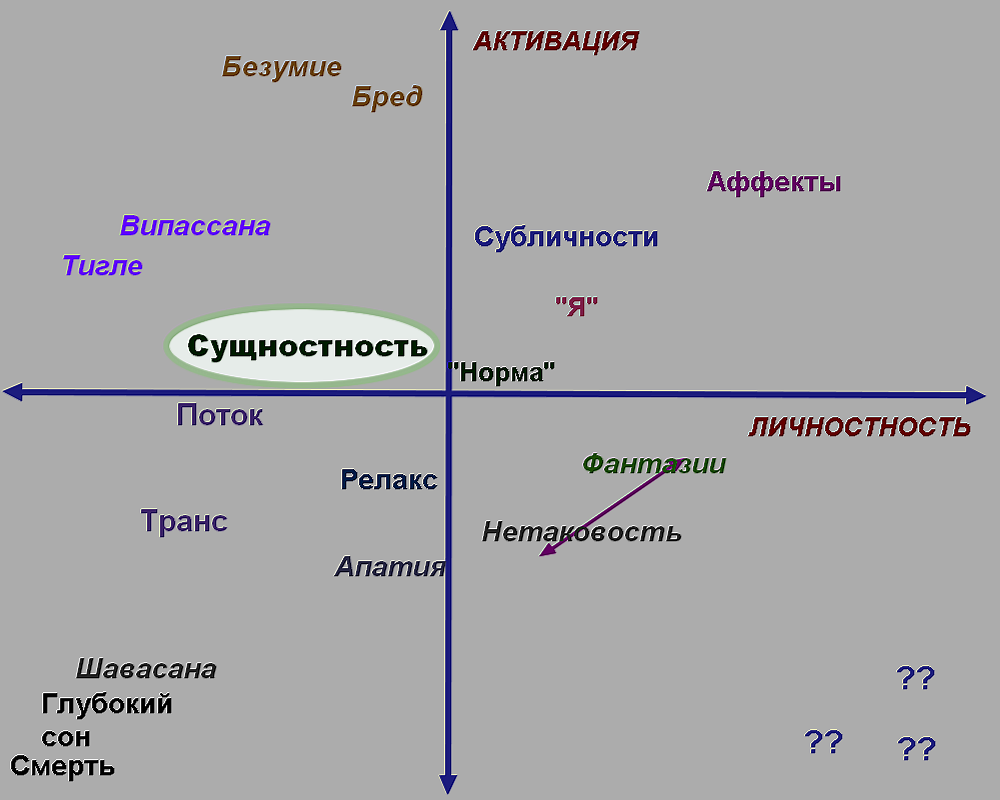 АКТИВАЦИЯ
Безумие
Бред
Аффекты
Випассана
Субличности
Тигле
"Я"
Сущностность
"Норма"
Поток
ЛИЧНОСТНОСТЬ
Фантазии
Релакс
Транс
Нетаковость
Апатия
Шавасана
??
Глубокий
сон
??
??
Смерть